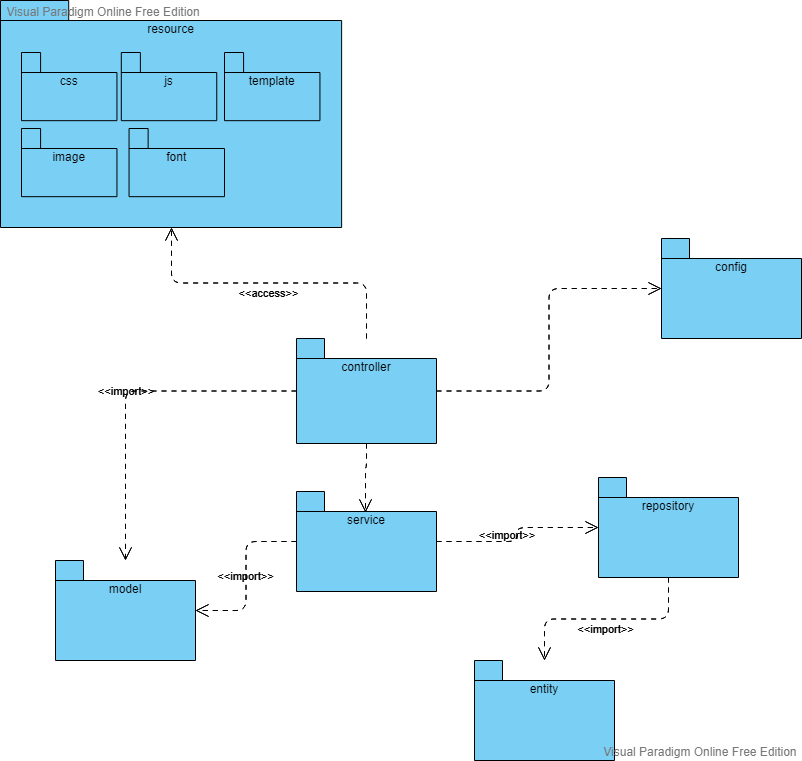 Visual Paradigm Online Free Edition
resource
css
js
template
image
font
config
<<access>>
controller
<<import>>
service
repository
<<import>>
<<import>>
model
<<import>>
entity
Visual Paradigm Online Free Edition